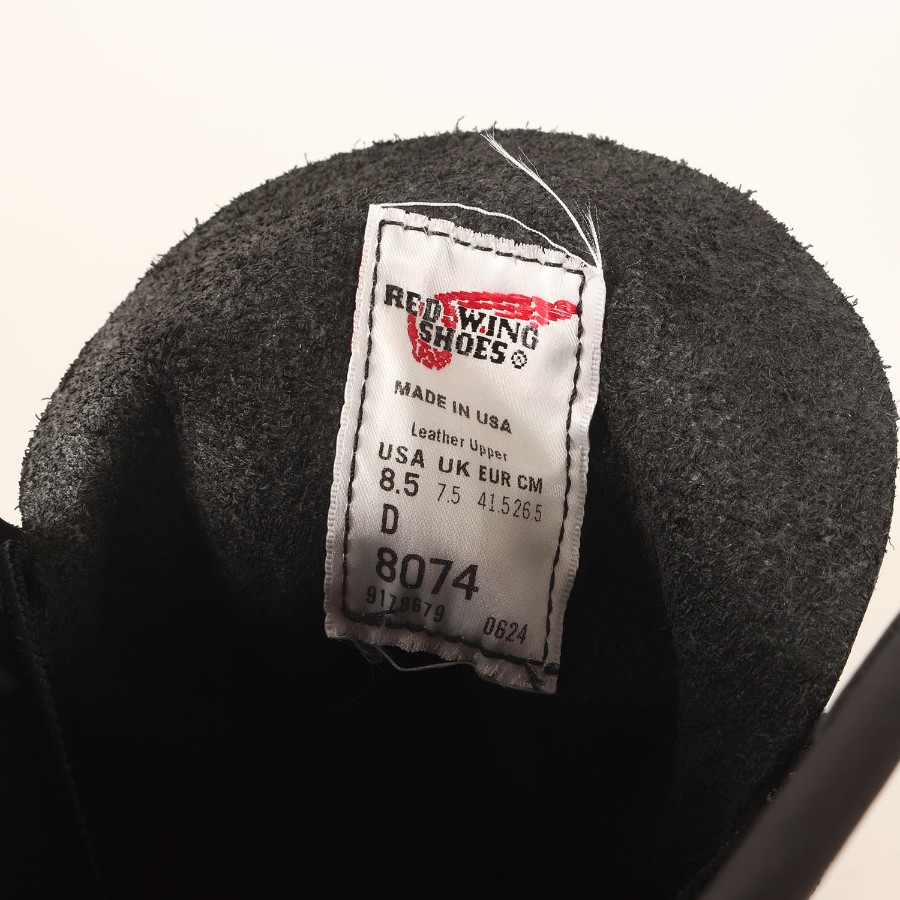 RED WING
SHOES ®
MADE IN USA
Leather Upper
USA UK EUR CM
8.5 7.5 41.5 26.5
D
8074
9179679 0624